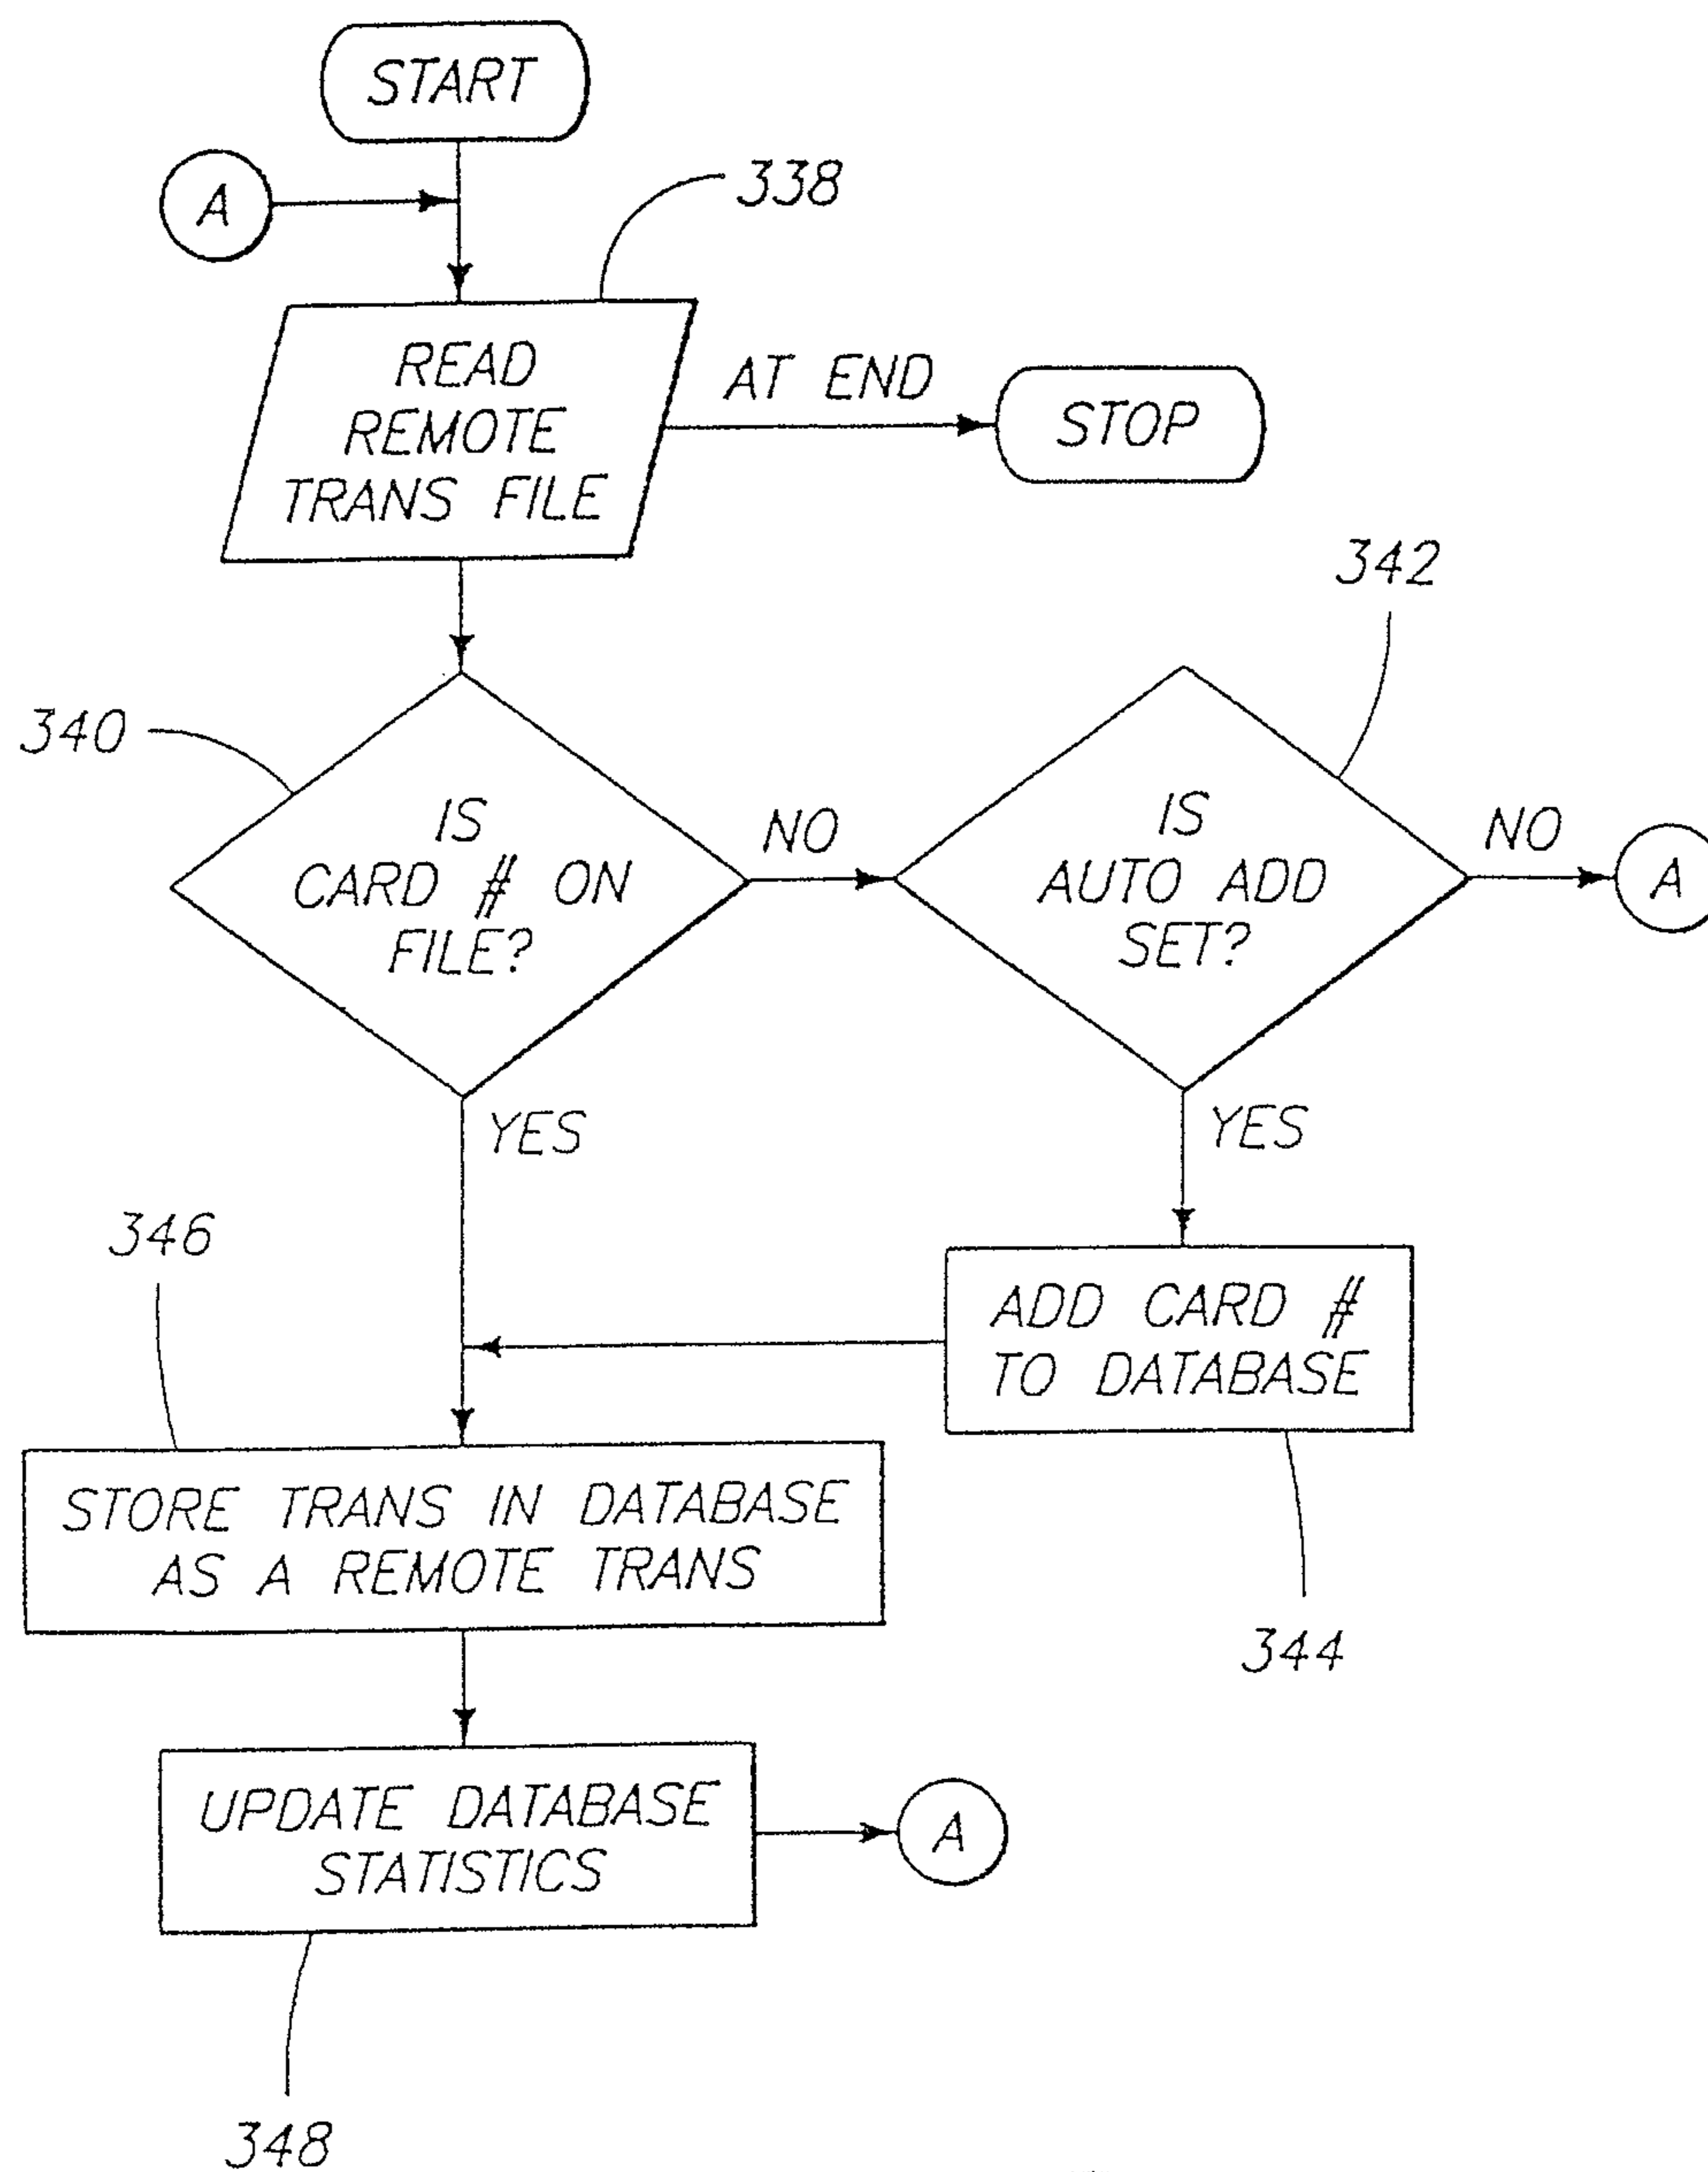 START
A
338
READ
REMOTE
TRANS FILE
AT END
STOP
342
340
IS
CARD # ON
FILE?
NO
IS
AUTO ADD
SET?
NO
A
YES
YES
346
ADD CARD #
TO DATABASE
STORE TRANS IN DATABASE
AS A REMOTE TRANS
344
UPDATE DATABASE
STATISTICS
A
348